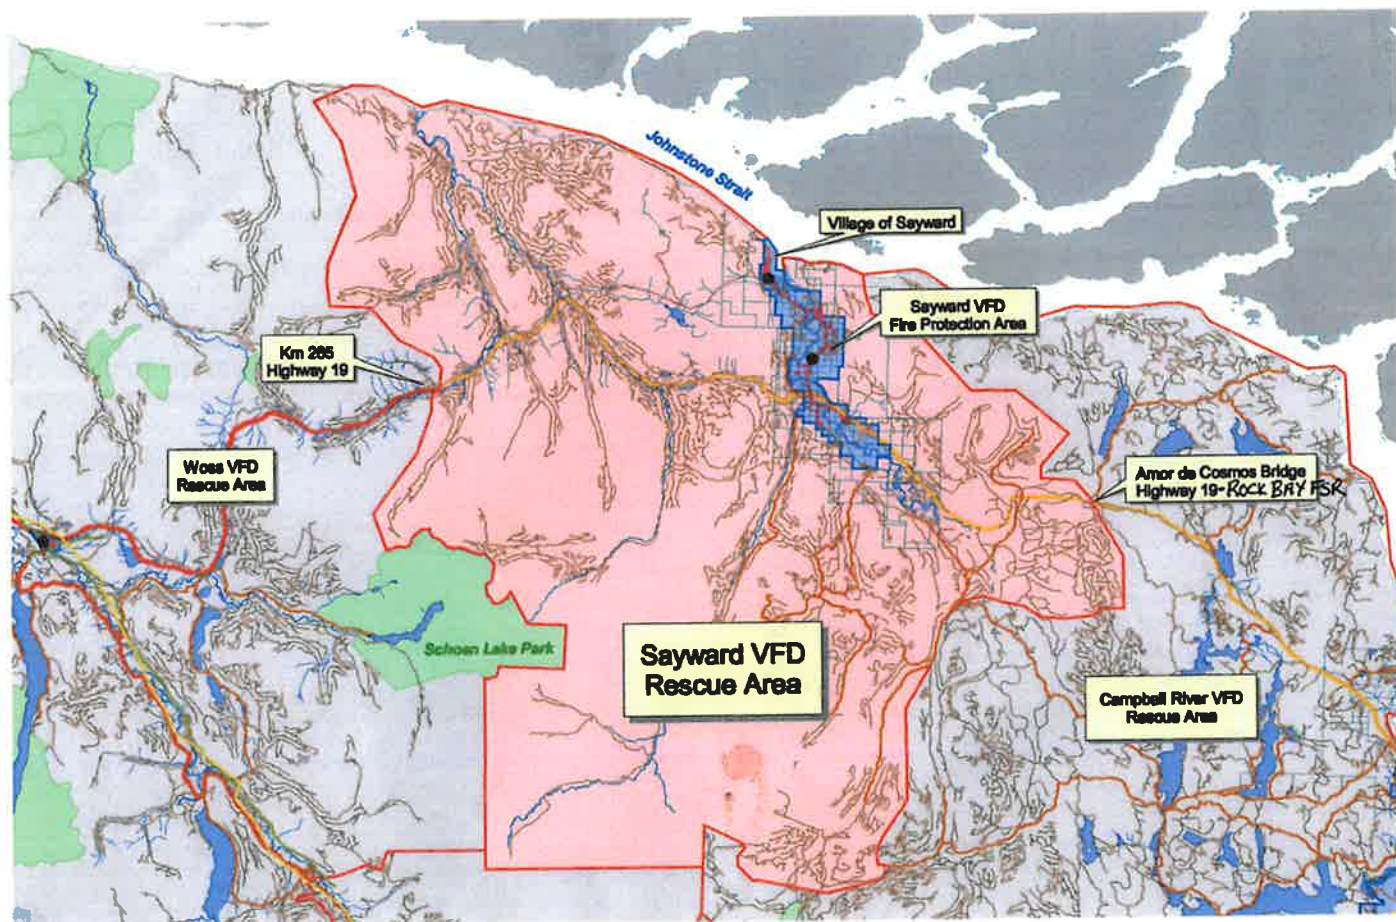 Johnstone Strait
Village of Sayward
Sayward VFD
Fire Protection Area
Km 265
Highway 19
Woss VFD
Rescue Area
Amor de Cosmos Bridge
Highway 19-ROCK BAY FSR
Schoen Lake Park
Sayward VFD
Rescue Area
Campbell River VFD
Rescue Area